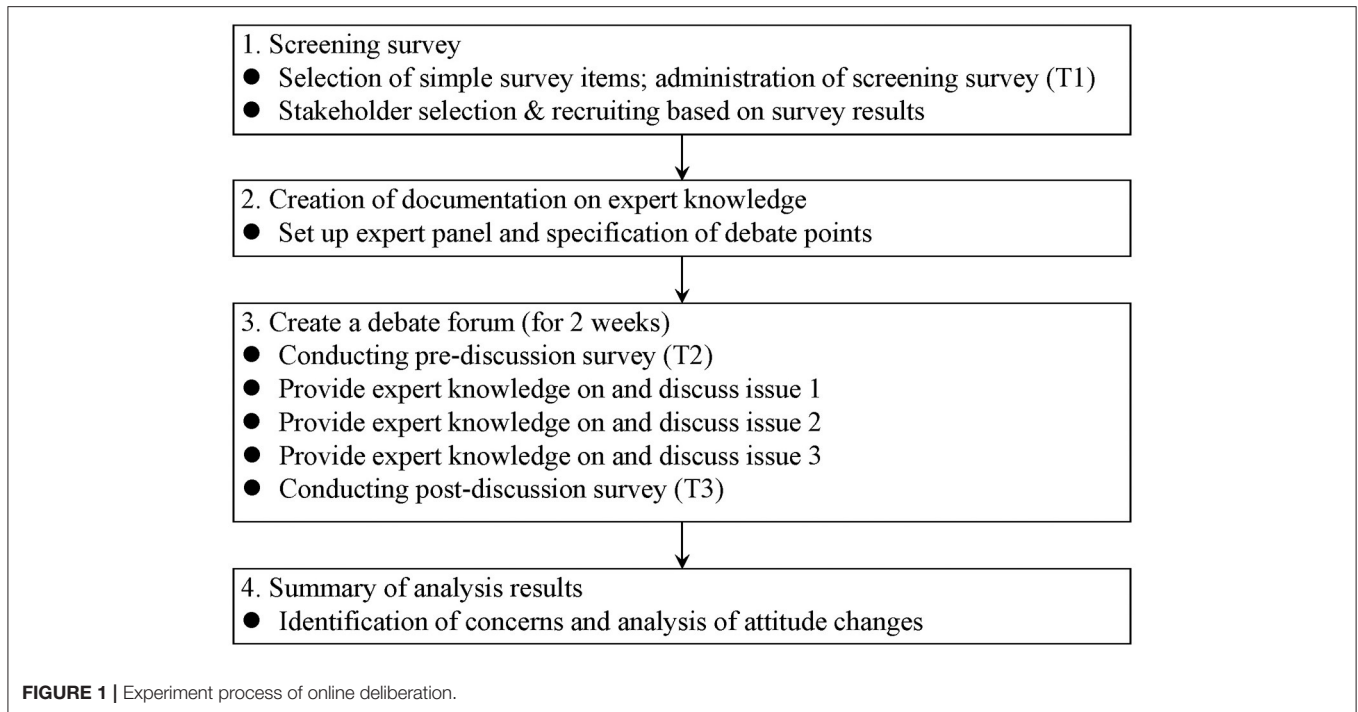 1. Screening survey
● Selection of simple survey items; administration of screening survey (T1)
● Stakeholder selection & recruiting based on survey results
2. Creation of documentation on expert knowledge
● Set up expert panel and specification of debate points
3. Create a debate forum (for 2 weeks)
● Conducting pre-discussion survey (T2)
● Provide expert knowledge on and discuss issue 1
● Provide expert knowledge on and discuss issue 2
● Provide expert knowledge on and discuss issue 3
● Conducting post-discussion survey (T3)
4. Summary of analysis results
● Identification of concerns and analysis of attitude changes
FIGURE 1 | Experiment process of online deliberation.